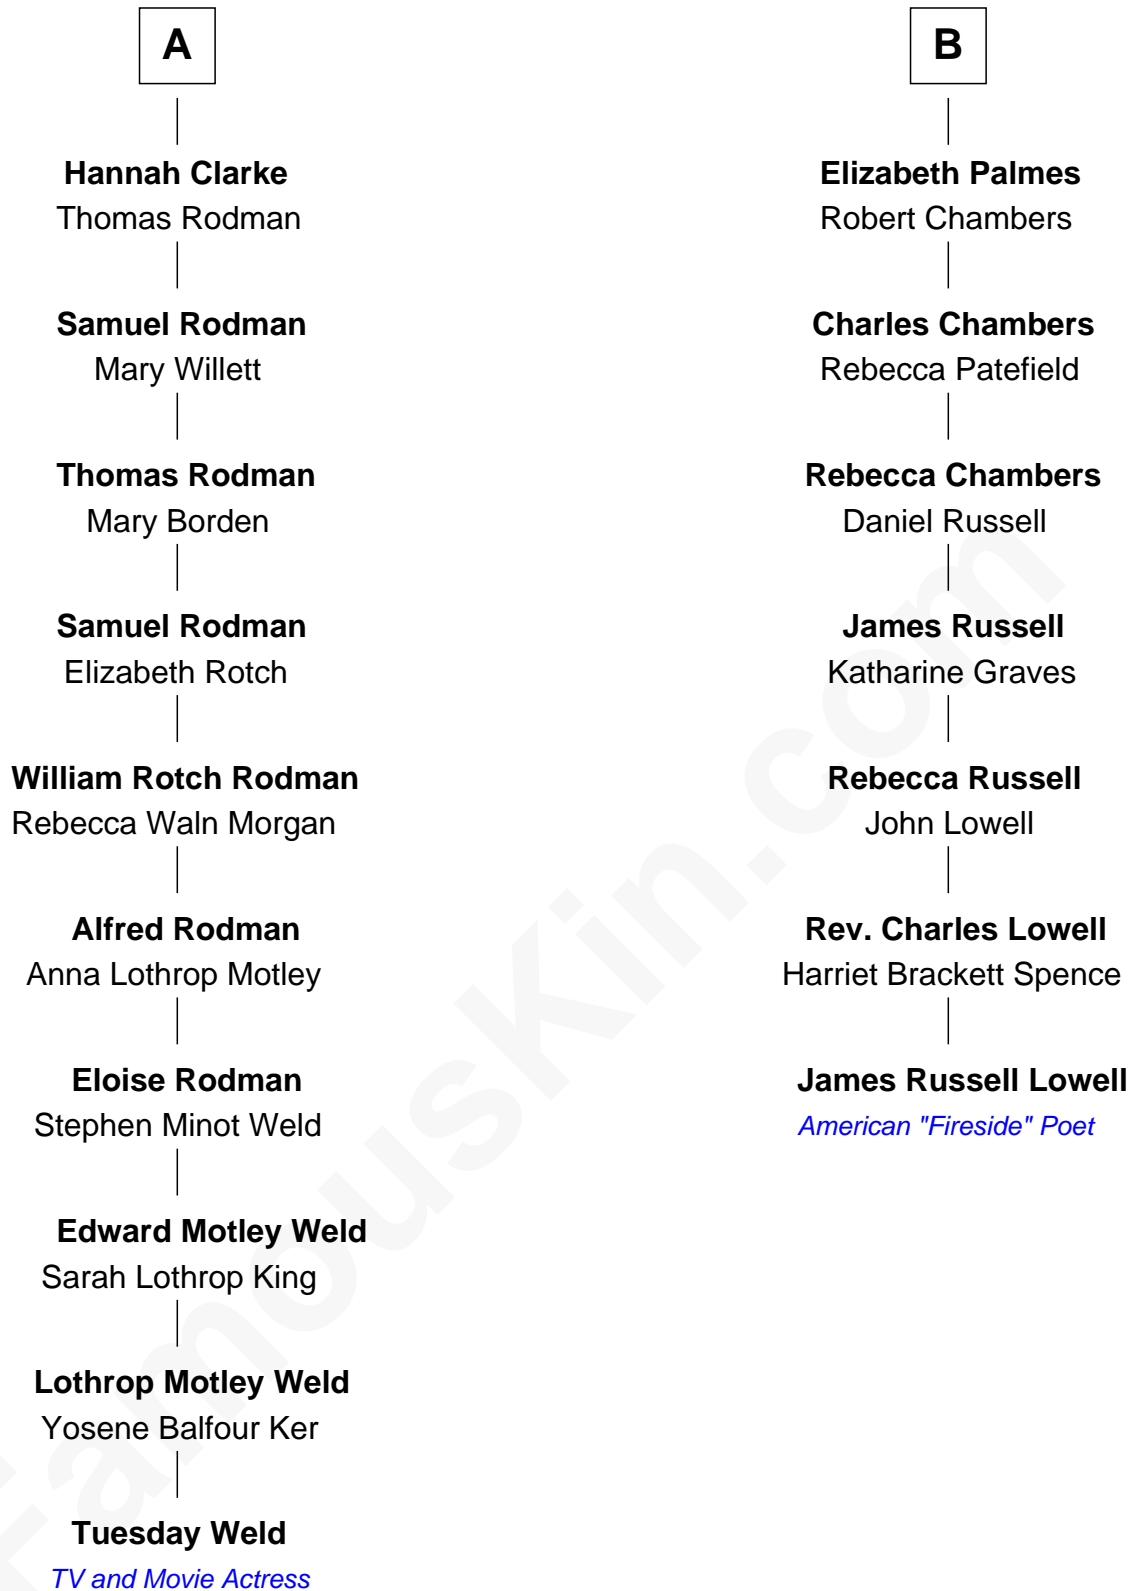 A
Hannah Clarke
Thomas Rodman
Samuel Rodman
Mary Willett
Thomas Rodman
Mary Borden
Samuel Rodman
Elizabeth Rotch
William Rotch Rodman
Rebecca Waln Morgan
Alfred Rodman
Anna Lothrop Motley
Eloise Rodman
Stephen Minot Weld
Edward Motley Weld
Sarah Lothrop King
Lothrop Motley Weld
Yosene Balfour Ker
Tuesday Weld
TV and Movie Actress
B
Elizabeth Palmes
Robert Chambers
Charles Chambers
Rebecca Patefield
Rebecca Chambers
Daniel Russell
James Russell
Katharine Graves
Rebecca Russell
John Lowell
Rev. Charles Lowell
Harriet Brackett Spence
James Russell Lowell
American "Fireside" Poet
FamousKin.com